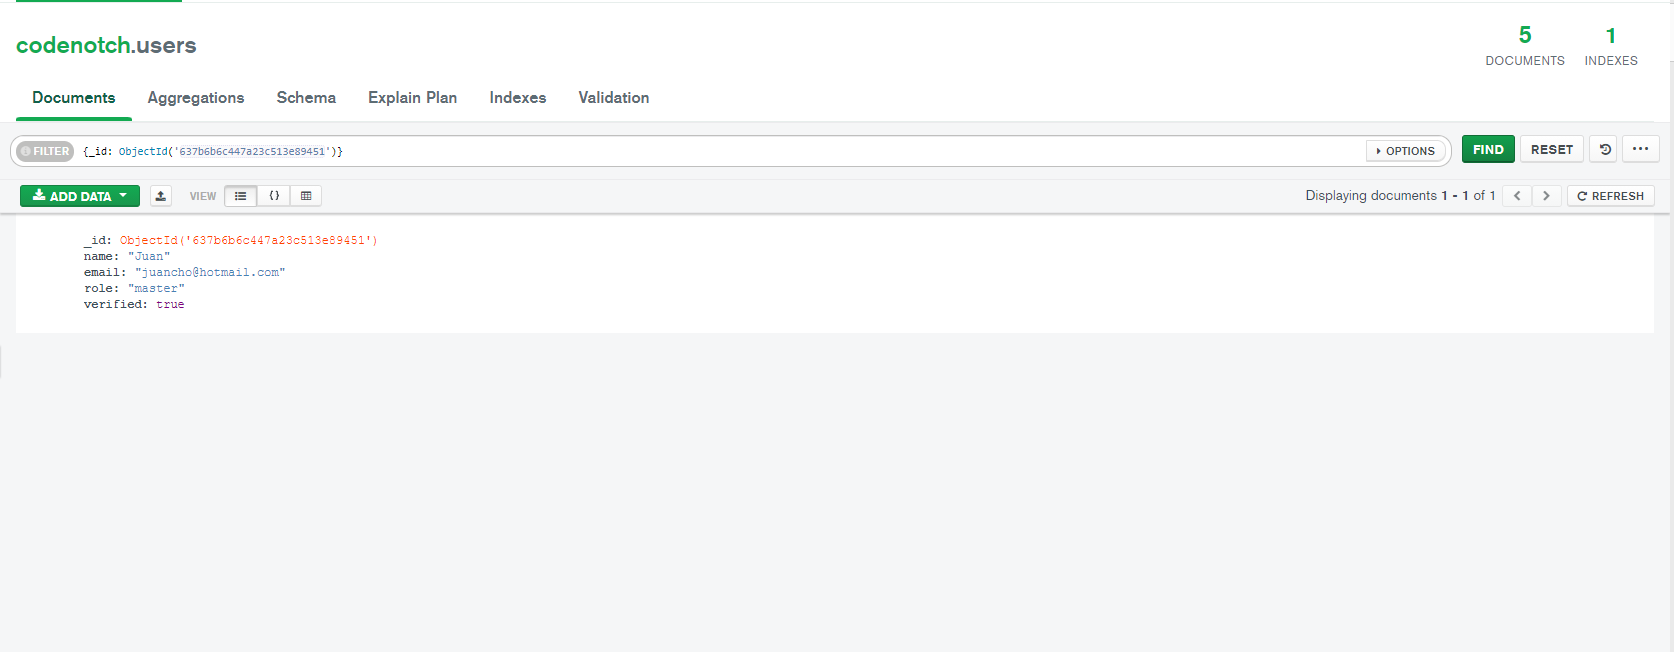 codenotch.users
5 DOCUMENTS 1 INDEXES
Documents Aggregations Schema Explain Plan Indexes Validation
FILTER {_id: ObjectId('637b6b6c447a23c513e89451')} OPTIONS FIND RESET ...
ADD DATA VIEW {} Displaying documents 1 - 1 of 1 < > REFRESH
_id: ObjectId('637b6b6c447a23c513e89451')
name: "Juan"
email: "juancho@hotmail.com"
role: "master"
verified: true